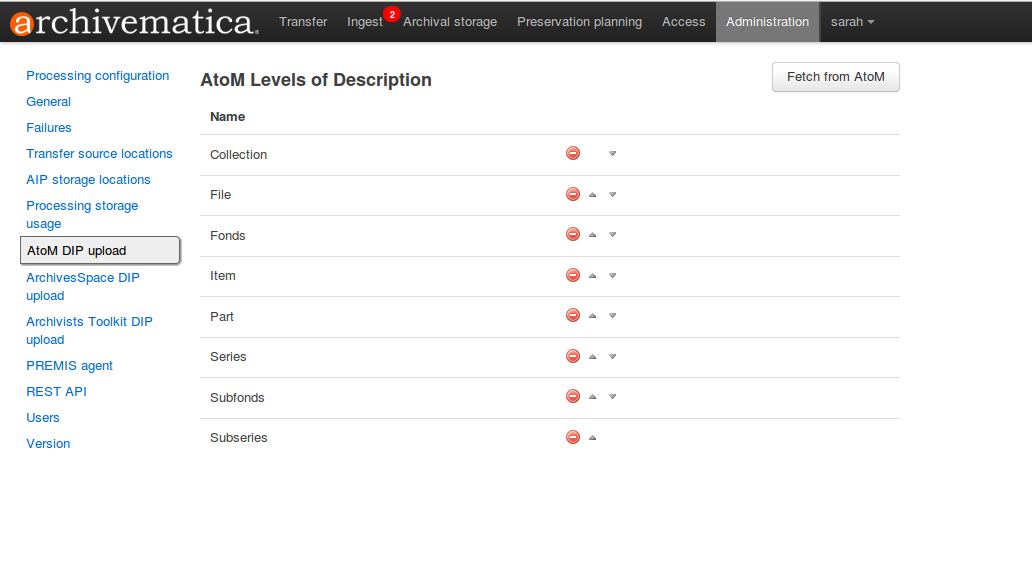 archivematica®
Transfer Ingest 2 Archival storage Preservation planning Access Administration sarah
Processing configuration
General
Failures
Transfer source locations
AIP storage locations
Processing storage
usage
AtoM DIP upload
ArchivesSpace DIP
upload
Archivists Toolkit DIP
upload
PREMIS agent
REST API
Users
Version
AtoM Levels of Description
Fetch from AtoM
Name
Collection
File
Fonds
Item
Part
Series
Subfonds
Subseries